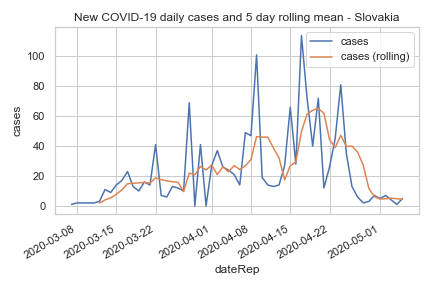 New COVID-19 daily cases and 5 day rolling mean - Slovakia
cases
cases (rolling)
cases
100
80
60
40
20
0
2020-03-08
2020-03-15
2020-03-22
2020-04-01
2020-04-08
2020-04-15
2020-04-22
2020-05-01
dateRep